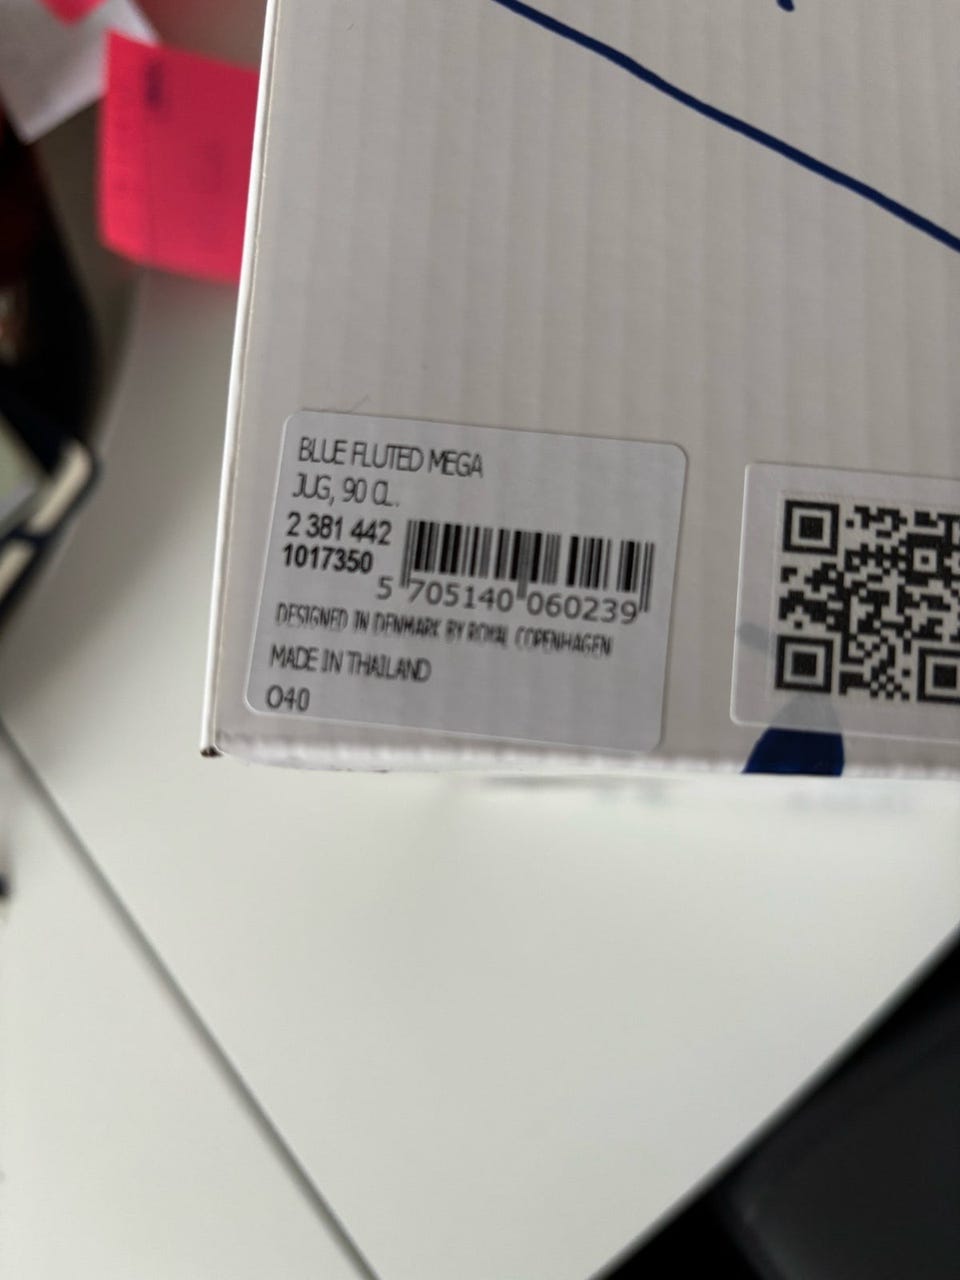 BLUE FLUTED MEGA
JUG, 90 CL.
2 381 442
1017350
5 705140 060239
DESIGNED IN DENMARK BY ROYAL COPENHAGEN
MADE IN THAILAND
O40